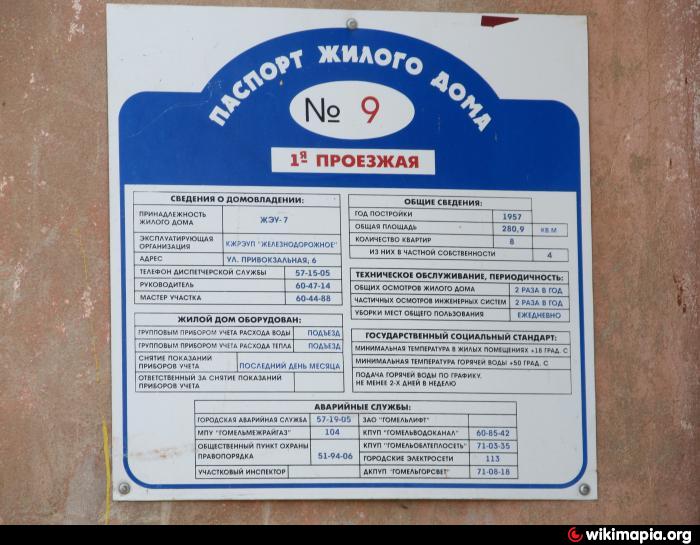 ПАСПОРТ ЖИЛОГО ДОМА
№ 9
1я ПРОЕЗЖАЯ
СВЕДЕНИЯ О ДОМОВЛАДЕНИИ:
ПРИНАДЛЕЖНОСТЬ ЖИЛОГО ДОМА ЖЭУ-7
ЭКСПЛУАТИРУЮЩАЯ ОРГАНИЗАЦИЯ КЖРЭУП "ЖЕЛЕЗНОДОРОЖНОЕ"
АДРЕС УЛ. ПРИВОКЗАЛЬНАЯ, 6
ТЕЛЕФОН ДИСПЕТЧЕРСКОЙ СЛУЖБЫ 57-15-05
РУКОВОДИТЕЛЬ 60-47-14
МАСТЕР УЧАСТКА 60-44-88
ЖИЛОЙ ДОМ ОБОРУДОВАН:
ГРУППОВЫМ ПРИБОРОМ УЧЕТА РАСХОДА ВОДЫ ПОДЪЕЗД
ГРУППОВЫМ ПРИБОРОМ УЧЕТА РАСХОДА ТЕПЛА ПОДЪЕЗД
СНЯТИЕ ПОКАЗАНИЙ ПРИБОРОВ УЧЕТА ПОСЛЕДНИЙ ДЕНЬ МЕСЯЦА
ОТВЕТСТВЕННЫЙ ЗА СНЯТИЕ ПОКАЗАНИЙ
ПРИБОРОВ УЧЕТА
ОБЩИЕ СВЕДЕНИЯ:
ГОД ПОСТРОЙКИ 1957
ОБЩАЯ ПЛОЩАДЬ 280,9 КВ.М
КОЛИЧЕСТВО КВАРТИР 8
ИЗ НИХ В ЧАСТНОЙ СОБСТВЕННОСТИ 4
ТЕХНИЧЕСКОЕ ОБСЛУЖИВАНИЕ, ПЕРИОДИЧНОСТЬ:
ОБЩИХ ОСМОТРОВ ЖИЛОГО ДОМА 2 РАЗА В ГОД
ЧАСТИЧНЫХ ОСМОТРОВ ИНЖЕНЕРНЫХ СИСТЕМ 2 РАЗА В ГОД
УБОРКИ МЕСТ ОБЩЕГО ПОЛЬЗОВАНИЯ ЕЖЕДНЕВНО
ГОСУДАРСТВЕННЫЙ СОЦИАЛЬНЫЙ СТАНДАРТ:
МИНИМАЛЬНАЯ ТЕМПЕРАТУРА В ЖИЛЫХ ПОМЕЩЕНИЯХ +18 ГРАД. С
МИНИМАЛЬНАЯ ТЕМПЕРАТУРА ГОРЯЧЕЙ ВОДЫ +50 ГРАД. С
ПОДАЧА ГОРЯЧЕЙ ВОДЫ ПО ГРАФИКУ.
НЕ МЕНЕЕ 2-Х ДНЕЙ В НЕДЕЛЮ
АВАРИЙНЫЕ СЛУЖБЫ:
ГОРОДСКАЯ АВАРИЙНАЯ СЛУЖБА 57-19-05 ЗАО "ГОМЕЛЬЛИФТ"
МПУ "ГОМЕЛЬМЕЖРАЙГАЗ" 104 КПУП "ГОМЕЛЬВОДОКАНАЛ" 60-85-42
ОБЩЕСТВЕННЫЙ ПУНКТ ОХРАНЫ ПРАВОПОРЯДКА 51-94-06 КПУП "ГОМЕЛЬОБЛТЕПЛОСЕТЬ" 71-03-35
ГОРОДСКИЕ ЭЛЕКТРОСЕТИ 113
УЧАСТКОВЫЙ ИНСПЕКТОР ДКПУП "ГОМЕЛЬГОРСВЕТ" 71-08-18
wikimapia.org